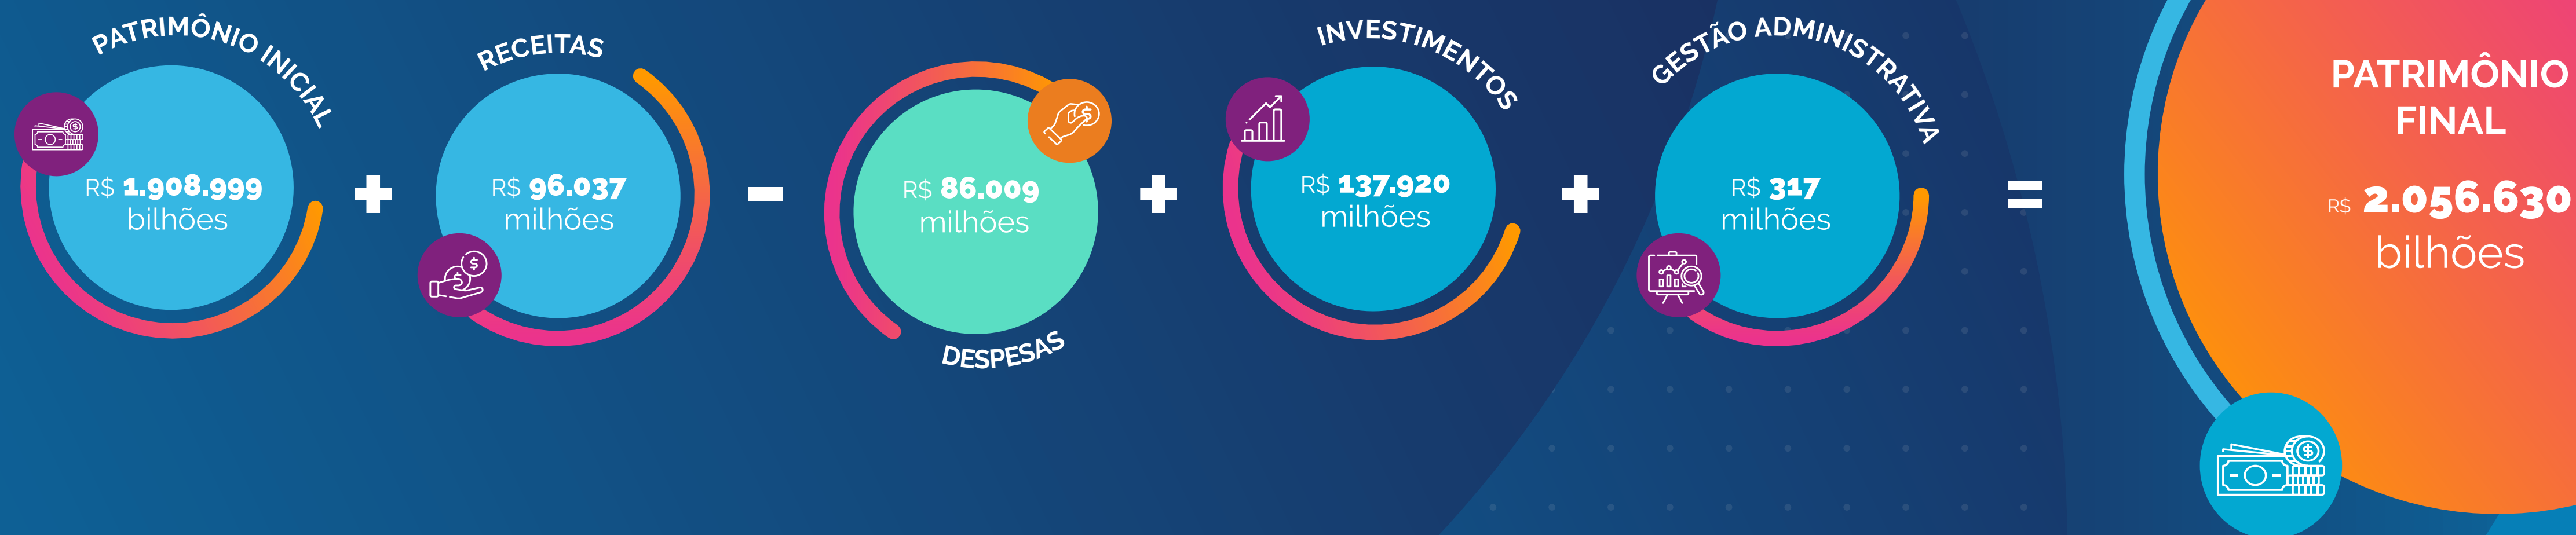 PATRIMÔNIO INICIAL
R$ 1.908.999
bilhões
+
RECEITAS
R$ 96.037
milhões
-
R$ 86.009
milhões
DESPESAS
+
INVESTIMENTOS
R$ 137.920
milhões
+
GESTÃO ADMINISTRATIVA
R$ 317
milhões
=
PATRIMÔNIO
FINAL
R$ 2.056.630
bilhões